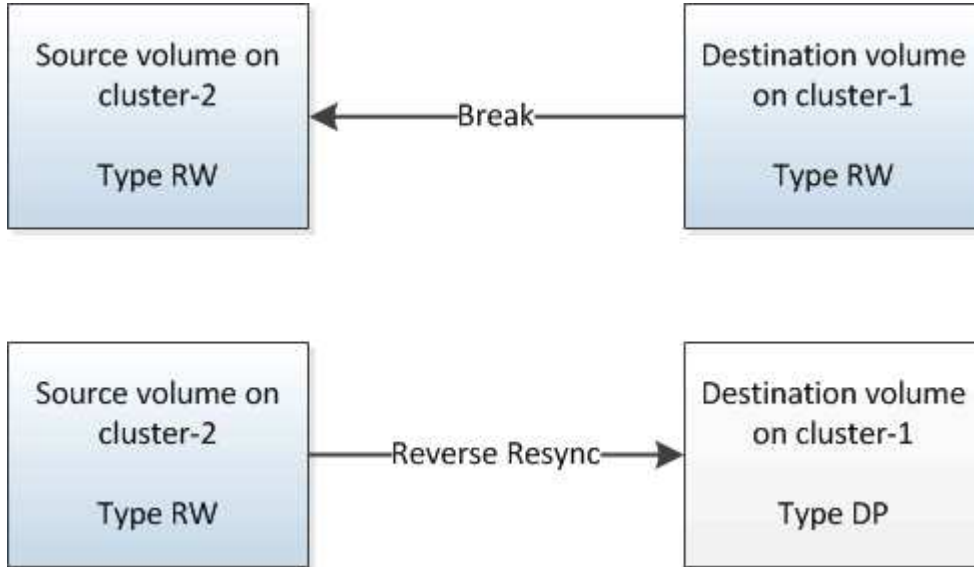 Source volume on
cluster-2
Type RW
Break
Destination volume
on cluster-1
Type RW
Source volume on
cluster-2
Type RW
Reverse Resync
Destination volume
on cluster-1
Type DP